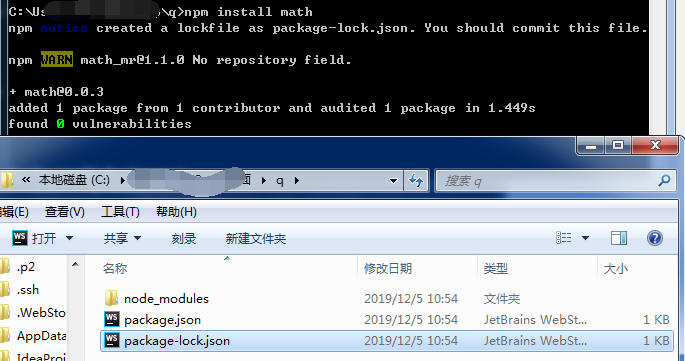 C:\Us \q>npm install math
npm notice created a lockfile as package-lock.json. You should commit this file.
npm WARN math_mr@1.1.0 No repository field.
+ math@0.0.3
added 1 package from 1 contributor and audited 1 package in 1.449s
found 0 vulnerabilities
« 本地磁盘 (C:) 面 q 搜索 q
编辑(E) 查看(V) 工具(T) 帮助(H)
WS 打开 共享 刻录 新建文件夹
.p2
.ssh
.WebSto
AppData
IdeaProj
名称 修改日期 类型 大小
node_modules 2019/12/5 10:54 文件夹
WS package.json 2019/12/5 10:54 JetBrains WebSt... 1 KB
WS package-lock.json 2019/12/5 10:54 JetBrains WebSt... 1 KB